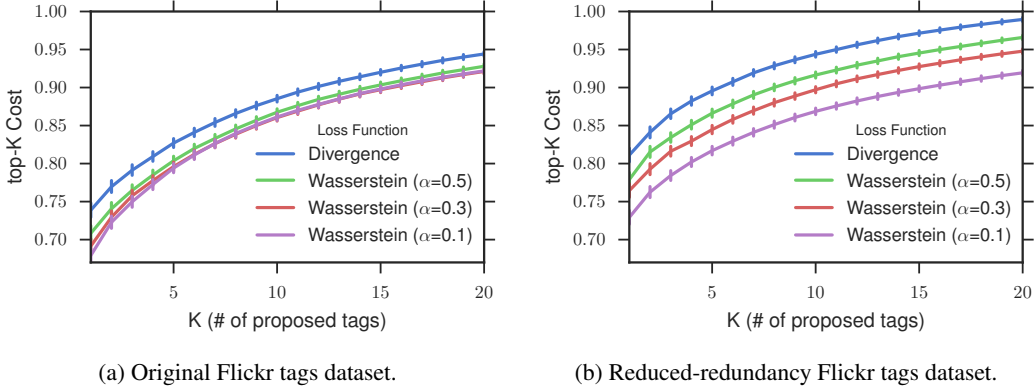 1.00
0.95
0.90
0.85
0.80
0.75
0.70
top-K Cost
Loss Function
Divergence
Wasserstein (α=0.5)
Wasserstein (α=0.3)
Wasserstein (α=0.1)
5
10
15
20
K (# of proposed tags)
(a) Original Flickr tags dataset.
1.00
0.95
0.90
0.85
0.80
0.75
0.70
top-K Cost
Loss Function
Divergence
Wasserstein (α=0.5)
Wasserstein (α=0.3)
Wasserstein (α=0.1)
5
10
15
20
K (# of proposed tags)
(b) Reduced-redundancy Flickr tags dataset.